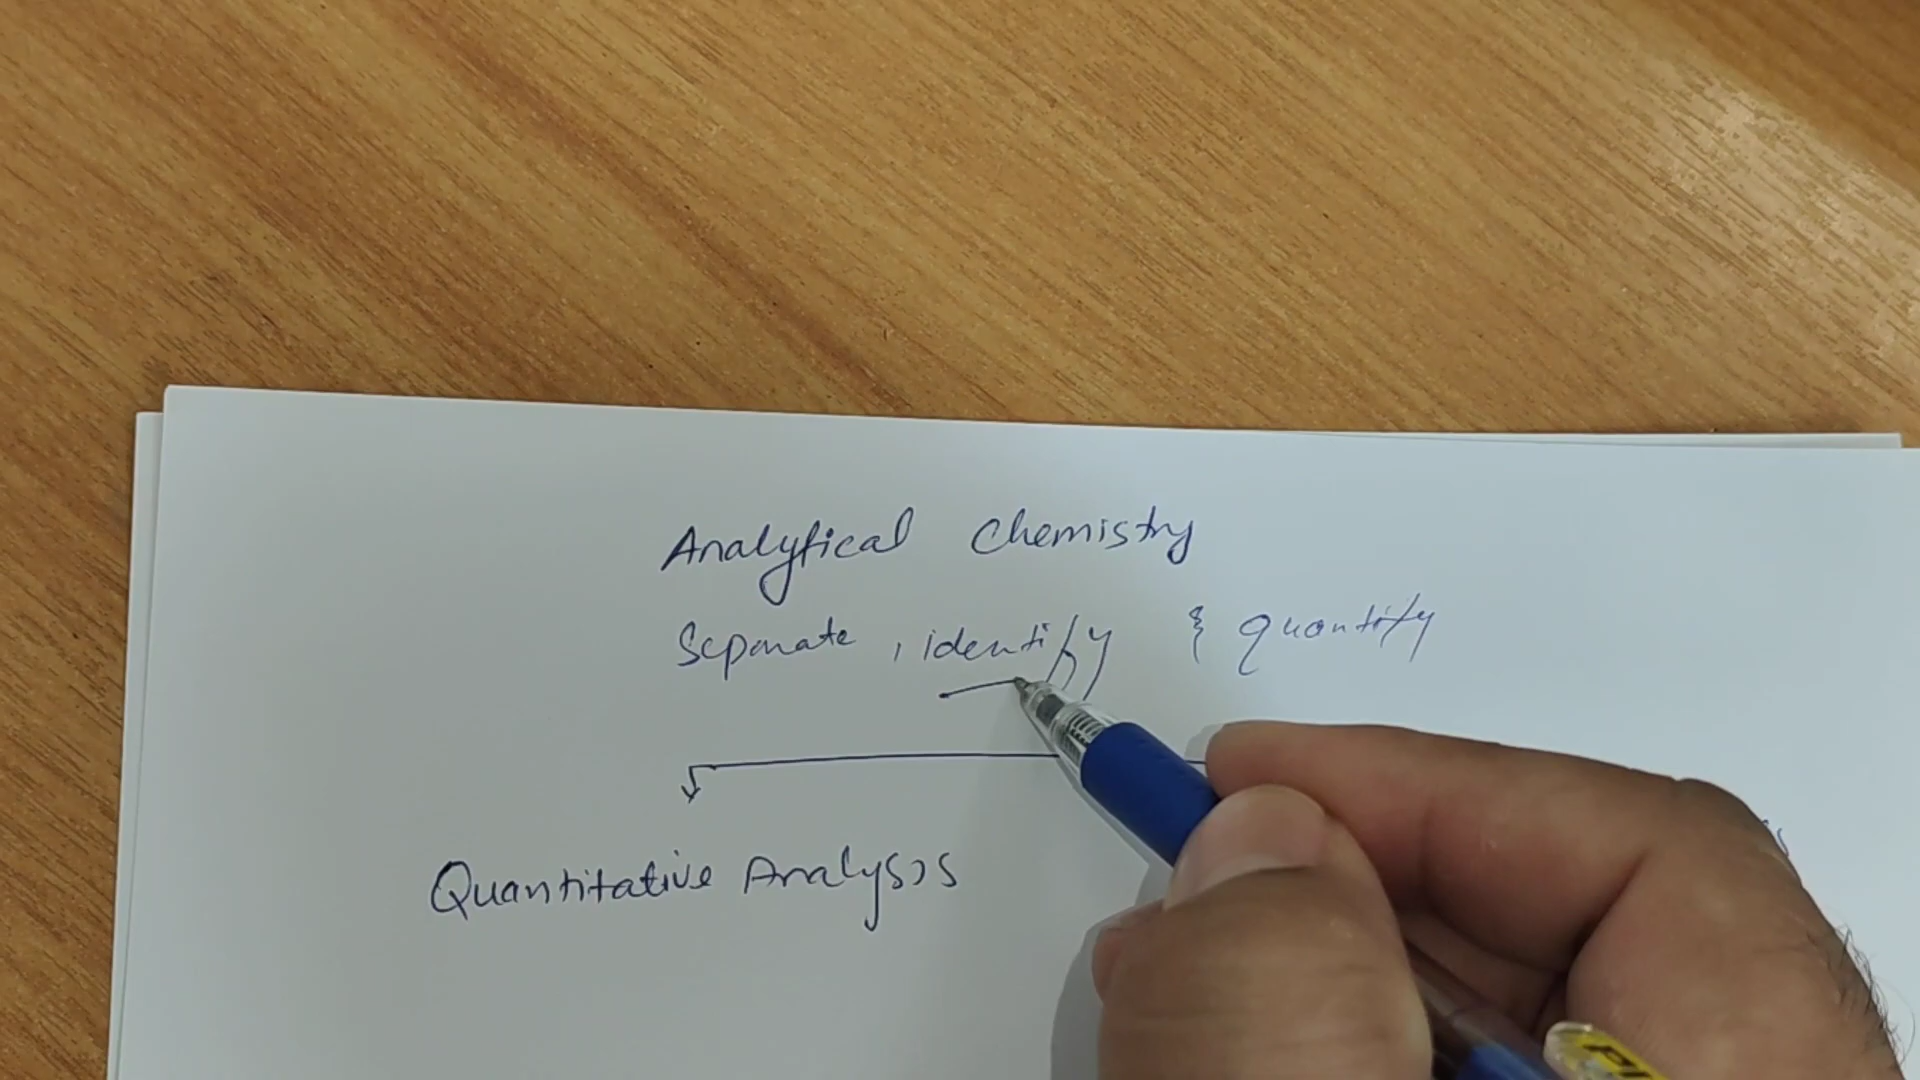 Analytical Chemistry
Separate, identify & quantify
Quantitative Analysis